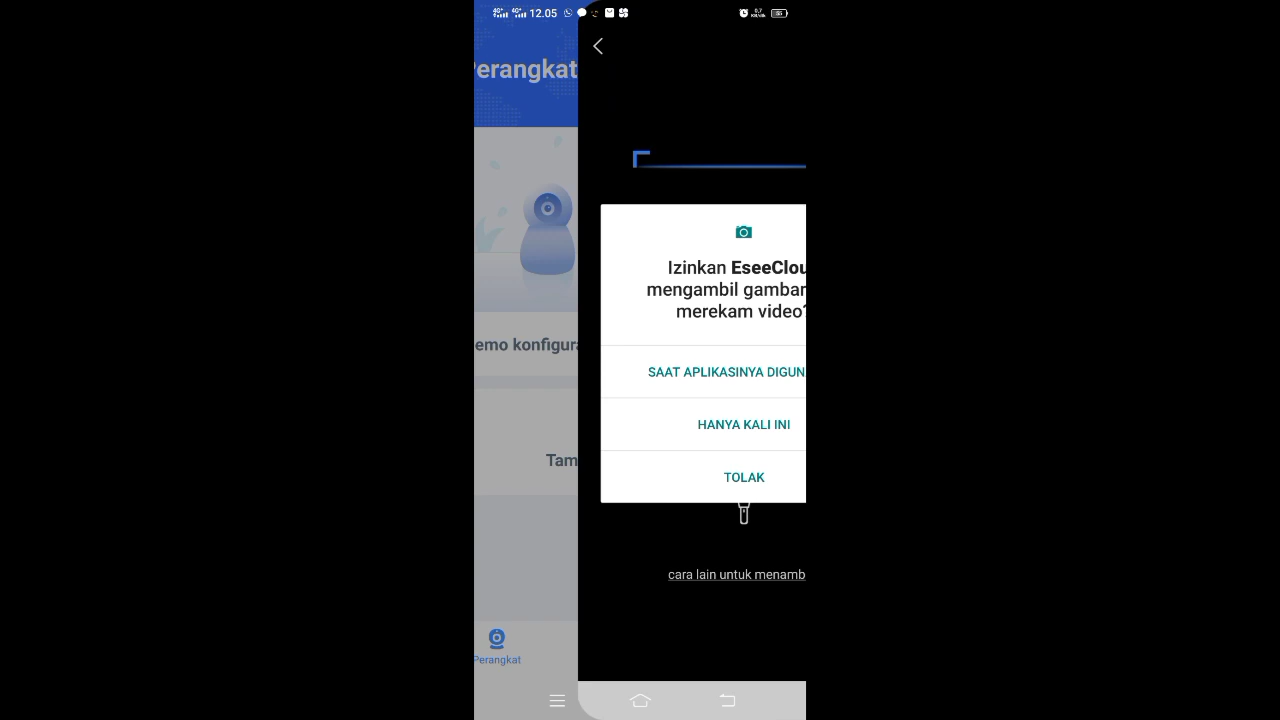 12.05
Perangkat
Izinkan EseeClou
mengambil gambar
merekam video?
emo konfigura
SAAT APLIKASINYA DIGUN
HANYA KALI INI
Tam
TOLAK
cara lain untuk menamb
Perangkat